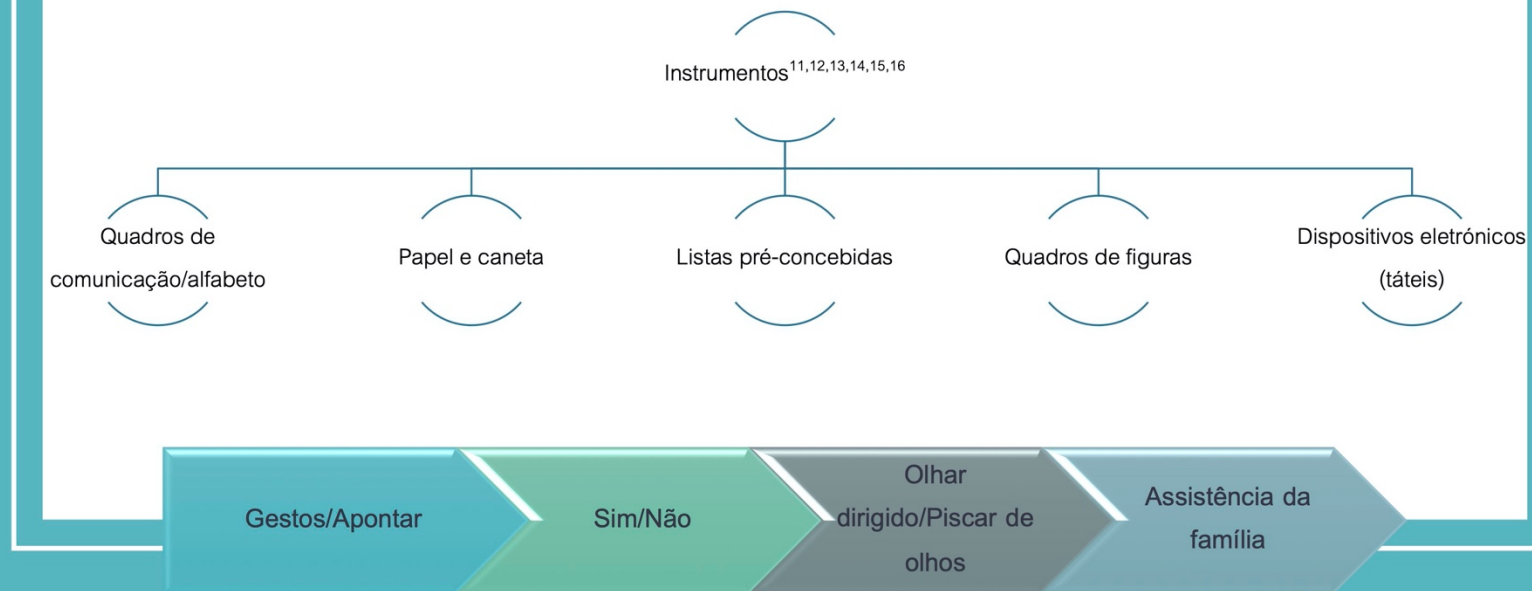 Instrumentos11,12,13,14,15,16
Quadros de
comunicação/alfabeto
Papel e caneta
Listas pré-concebidas
Quadros de figuras
Dispositivos eletrónicos
(táteis)
Gestos/Apontar
Sim/Não
Olhar
dirigido/Piscar de
olhos
Assistência da
família